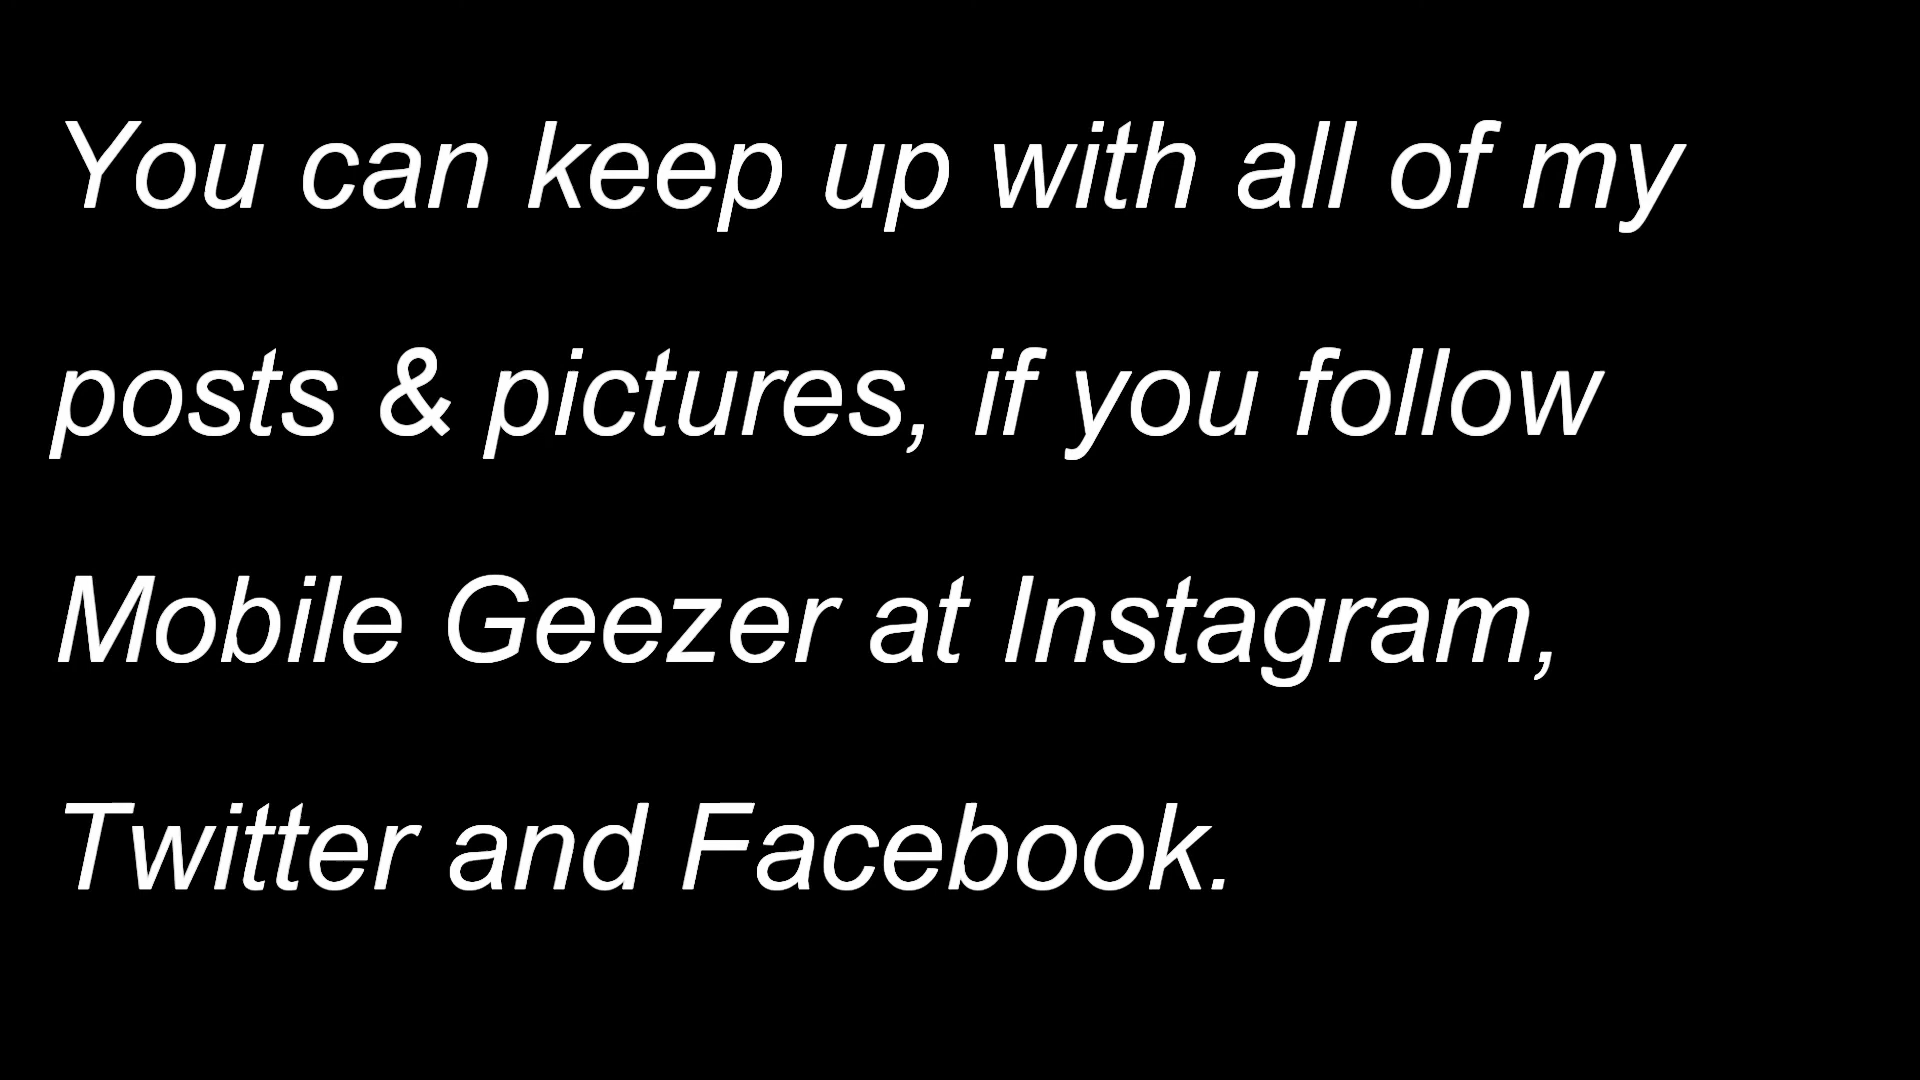 You can keep up with all of my
posts & pictures, if you follow
Mobile Geezer at Instagram,
Twitter and Facebook.